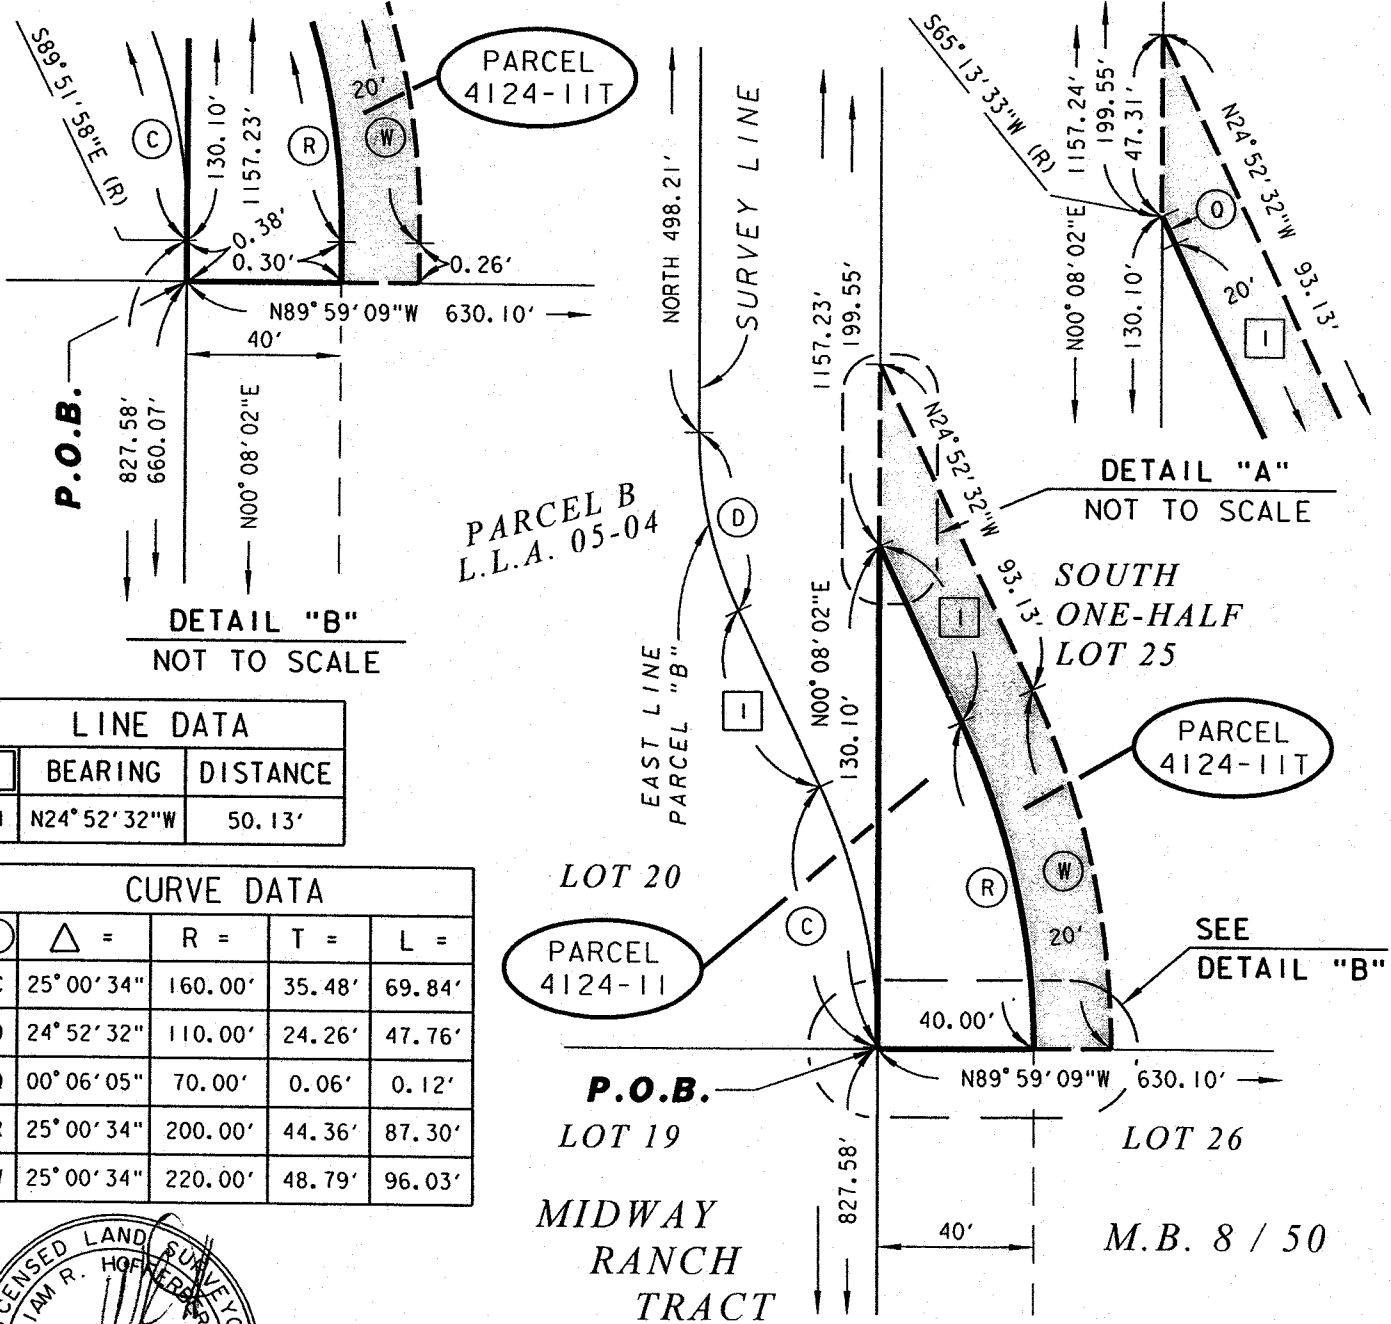 S89°51'58"E (R)
C
130.10'
1157.23'
R
20'
W
PARCEL
4124-11T
0.38'
0.30'
0.26'
N89°59'09"W 630.10'
40'
P.O.B.
827.58'
660.07'
N00°08'02"E
DETAIL "B"
NOT TO SCALE
NORTH 498.21'
SURVEY LINE
1157.23'
199.55'
S65°13'33"W (R)
1157.24'
199.55'
47.31'
N24°52'32"W 93.13'
Q
N00°08'02"E
130.10'
20'
1
DETAIL "A"
NOT TO SCALE
PARCEL B
L.L.A. 05-04
D
1
EAST LINE
PARCEL "B"
N00°08'02"E
130.10'
N24°52'32"W 93.13'
1
SOUTH
ONE-HALF
LOT 25
PARCEL
4124-11T
LINE DATA
BEARING DISTANCE
N24°52'32"W 50.13'
CURVE DATA
△ = R = T = L =
C 25°00'34" 160.00' 35.48' 69.84'
D 24°52'32" 110.00' 24.26' 47.76'
Q 00°06'05" 70.00' 0.06' 0.12'
R 25°00'34" 200.00' 44.36' 87.30'
W 25°00'34" 220.00' 48.79' 96.03'
LOT 20
PARCEL
4124-11
C
R
W
20'
SEE
DETAIL "B"
40.00'
P.O.B.
N89°59'09"W 630.10'
LOT 19
LOT 26
827.58'
40'
MIDWAY
RANCH
TRACT
M.B. 8 / 50
LAND
R.